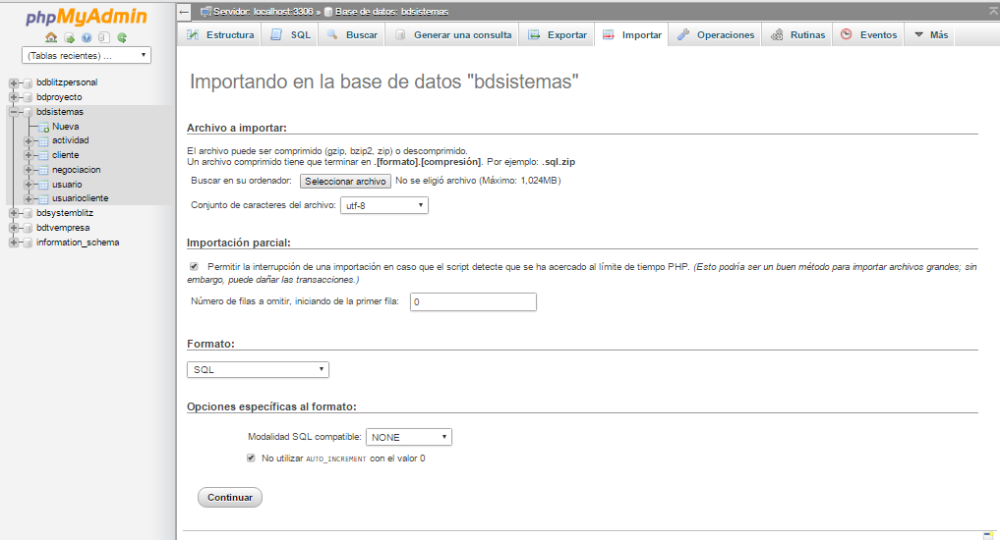 phpMyAdmin
(Tablas recientes) ...
bdblitzpersonal
bdproyecto
bdsistemas
Nueva
actividad
cliente
negociacion
usuario
usuariocliente
bdsystemblitz
bdtvempresa
information_schema
Servidor: localhost:3306 » Base de datos: bdsistemas
Estructura SQL Buscar Generar una consulta Exportar Importar Operaciones Rutinas Eventos Más
Importando en la base de datos "bdsistemas"
Archivo a importar:
El archivo puede ser comprimido (gzip, bzip2, zip) o descomprimido.
Un archivo comprimido tiene que terminar en .[formato].[compresión]. Por ejemplo: .sql.zip
Buscar en su ordenador: Seleccionar archivo No se eligió archivo (Máximo: 1,024MB)
Conjunto de caracteres del archivo: utf-8
Importación parcial:
Permitir la interrupción de una importación en caso que el script detecte que se ha acercado al límite de tiempo PHP. (Esto podría ser un buen método para importar archivos grandes; sin
embargo, puede dañar las transacciones.)
Número de filas a omitir, iniciando de la primer fila: 0
Formato:
SQL
Opciones específicas al formato:
Modalidad SQL compatible: NONE
No utilizar AUTO_INCREMENT con el valor 0
Continuar